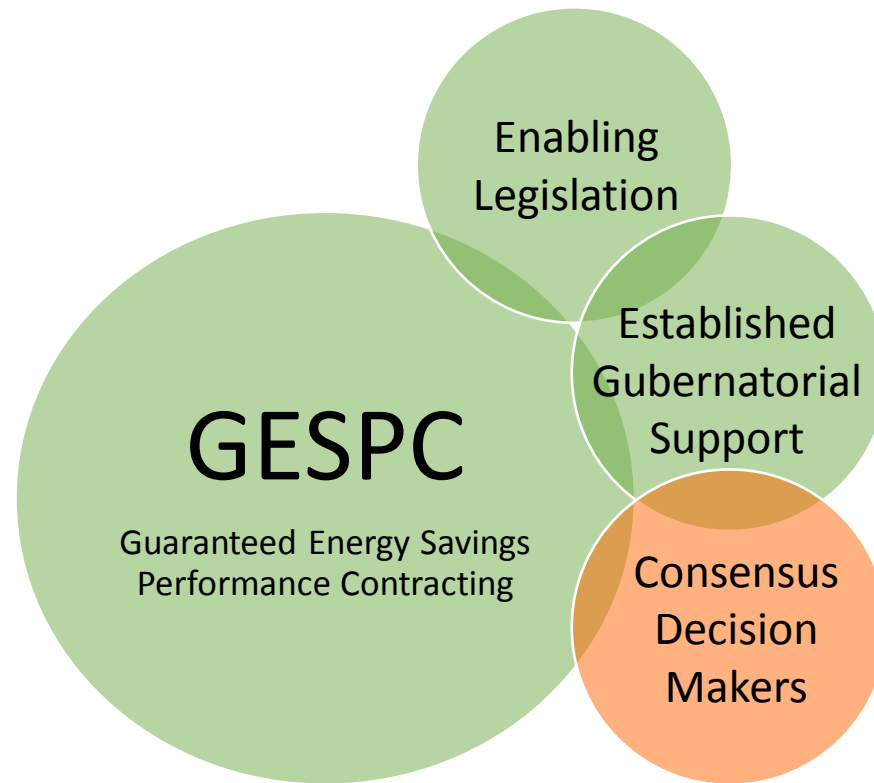 Enabling
Legislation
Established
Gubernatorial
Support
GESPC
Guaranteed Energy Savings
Performance Contracting
Consensus
Decision
Makers